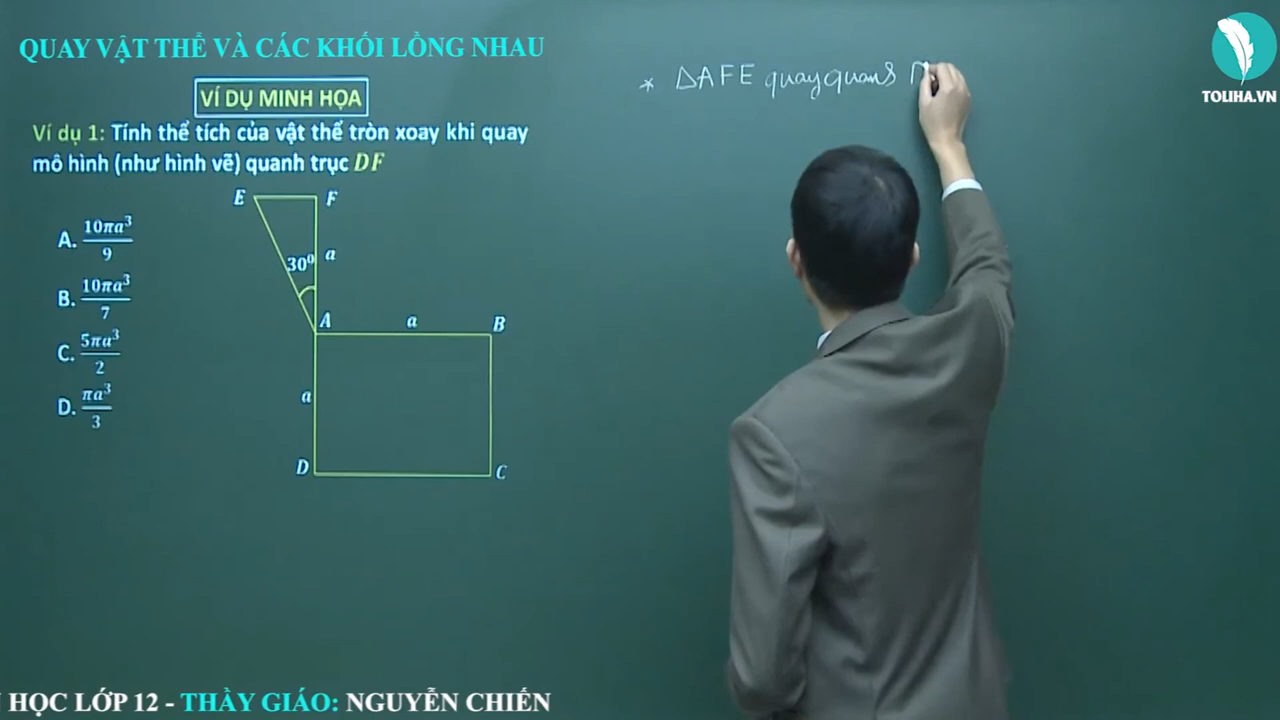 QUAY VẬT THỂ VÀ CÁC KHỐI LỒNG NHAU
VÍ DỤ MINH HỌA
Ví dụ 1: Tính thể tích của vật thể tròn xoay khi quay
mô hình (như hình vẽ) quanh trục DF
A. 10πa³/9
B. 10πa³/7
C. 5πa³/2
D. πa³/3
E
F
30⁰
a
A
a
B
a
D
C
* ΔAFE quay quanh
TOLIHA.VN
HỌC LỚP 12 - THẦY GIÁO: NGUYỄN CHIẾN